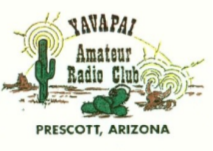 YAVAPAI
Amateur
Radio Club
PRESCOTT, ARIZONA